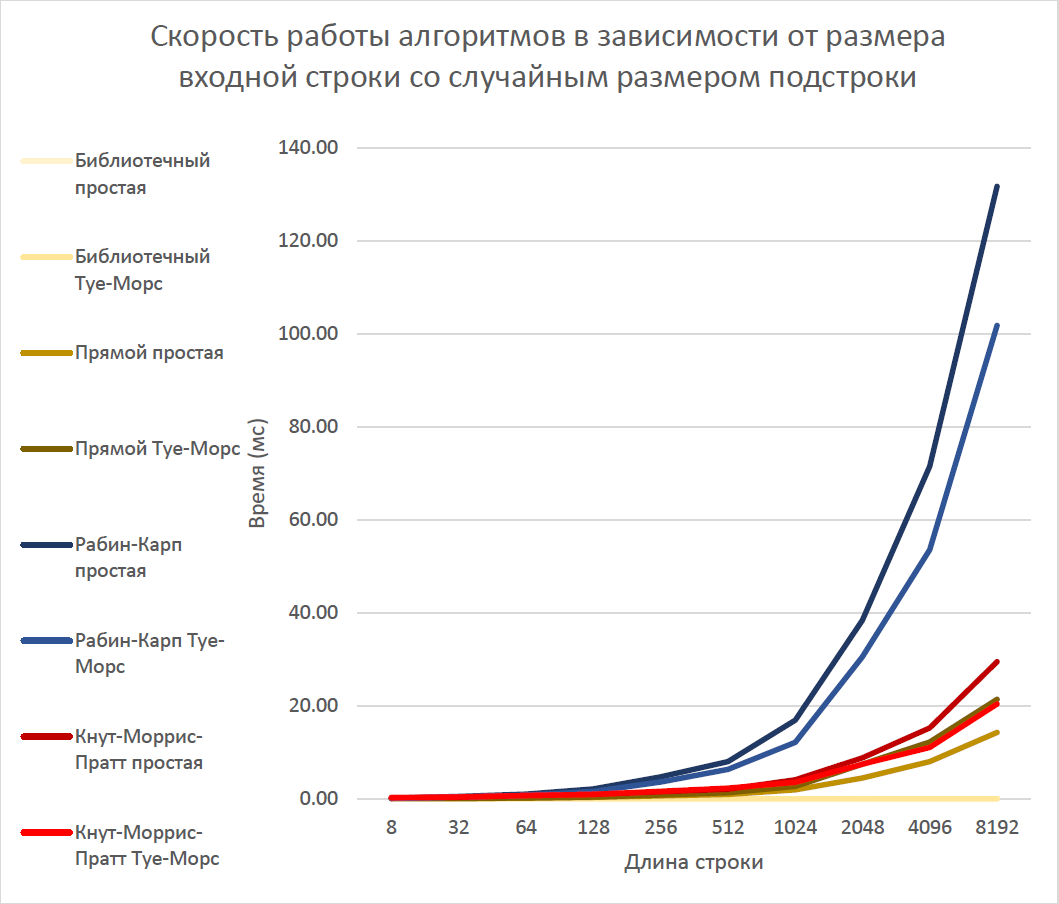 Скорость работы алгоритмов в зависимости от размера
входной строки со случайным размером подстроки
Библиотечный
простая
Библиотечный
Туе-Морс
Прямой простая
Прямой Туе-Морс
Рабин-Карп
простая
Рабин-Карп Туе-
Морс
Кнут-Моррис-
Пратт простая
Кнут-Моррис-
Пратт Туе-Морс
Время (мс)
140.00
120.00
100.00
80.00
60.00
40.00
20.00
0.00
8 32 64 128 256 512 1024 2048 4096 8192
Длина строки